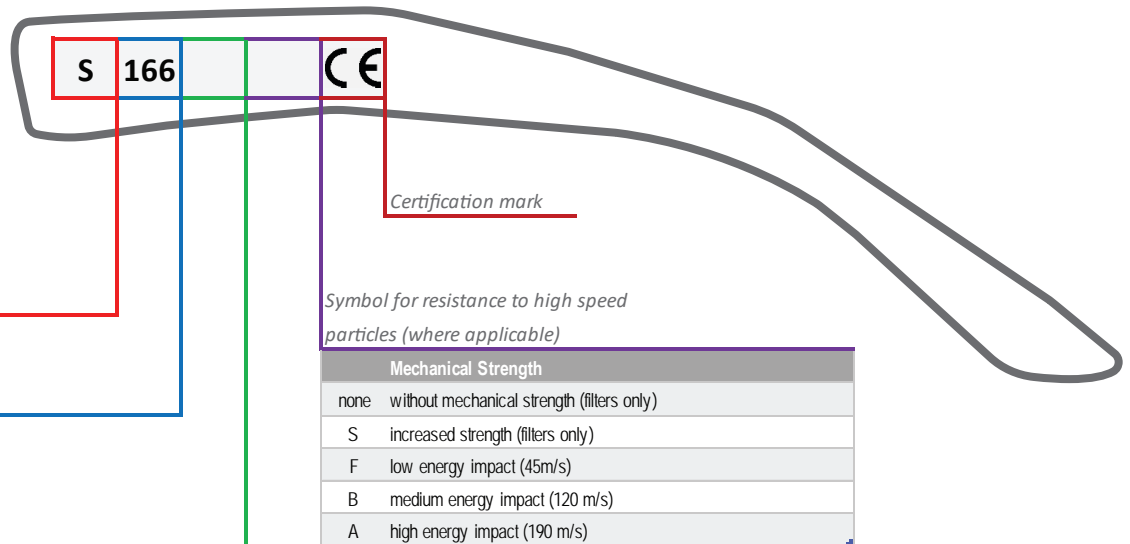 S 166 CE
Certification mark
Symbol for resistance to high speed
particles (where applicable)
Mechanical Strength
none without mechanical strength (filters only)
S increased strength (filters only)
F low energy impact (45m/s)
B medium energy impact (120 m/s)
A high energy impact (190 m/s)